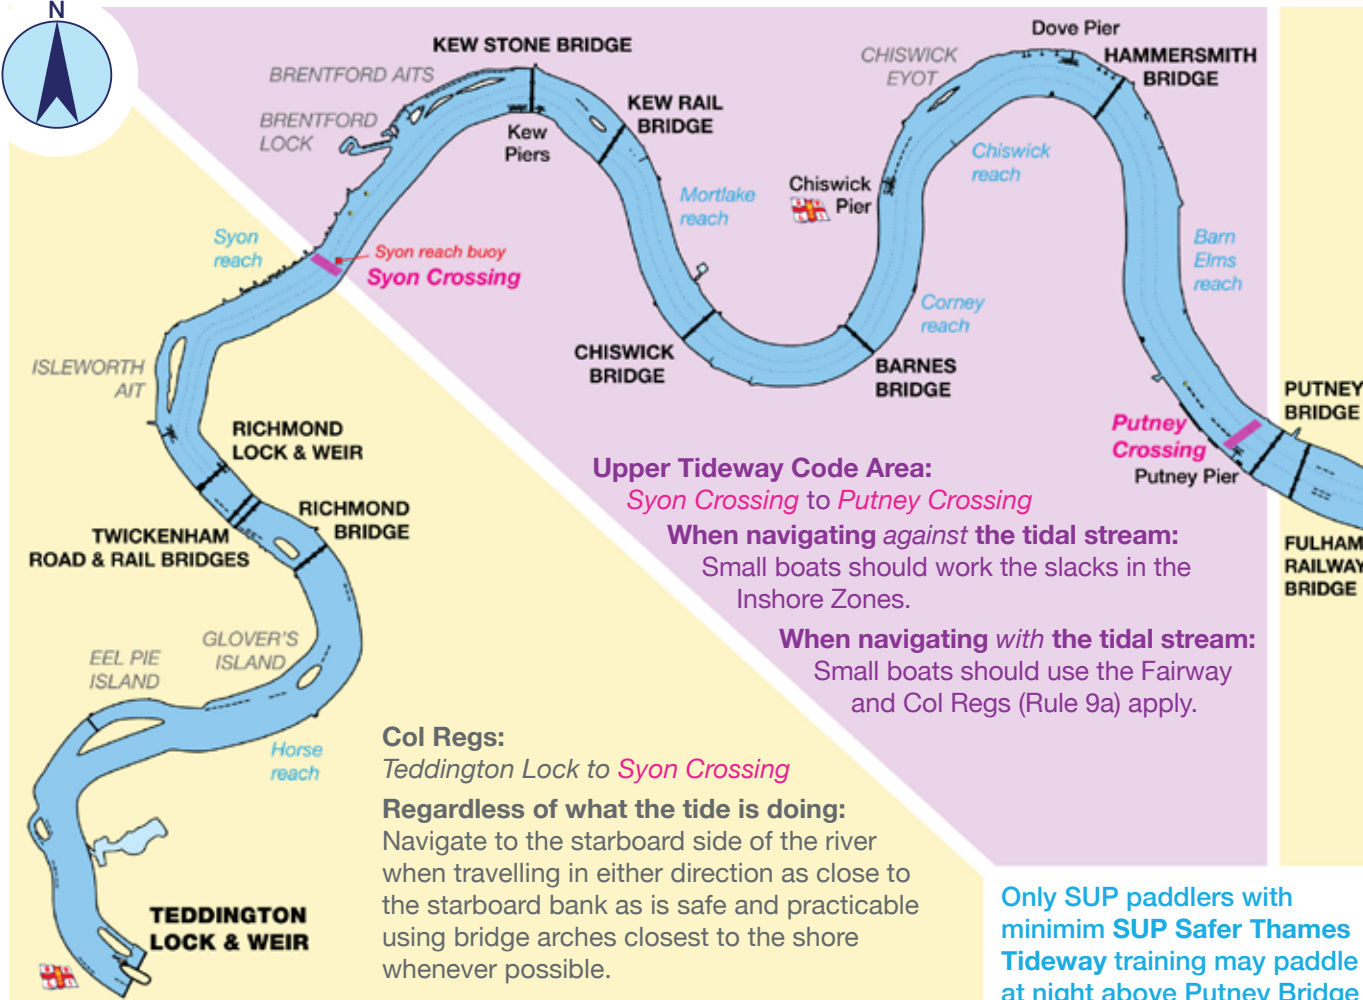 N
KEW STONE BRIDGE
BRENTFORD AITS
BRENTFORD
LOCK
Kew
Piers
KEW RAIL
BRIDGE
Dove Pier
CHISWICK
EYOT
HAMMERSMITH
BRIDGE
Chiswick
reach
Chiswick
Pier
Mortlake
reach
Syon
reach
Syon reach buoy
Syon Crossing
Barn
Elms
reach
Corney
reach
CHISWICK
BRIDGE
BARNES
BRIDGE
ISLEWORTH
AIT
PUTNEY
BRIDGE
Putney
Crossing
Putney Pier
RICHMOND
LOCK & WEIR
RICHMOND
BRIDGE
TWICKENHAM
ROAD & RAIL BRIDGES
FULHAM
RAILWAY
BRIDGE
Upper Tideway Code Area:
Syon Crossing to Putney Crossing
When navigating against the tidal stream:
Small boats should work the slacks in the
Inshore Zones.
When navigating with the tidal stream:
Small boats should use the Fairway
and Col Regs (Rule 9a) apply.
GLOVER'S
ISLAND
EEL PIE
ISLAND
Horse
reach
Col Regs:
Teddington Lock to Syon Crossing
Regardless of what the tide is doing:
Navigate to the starboard side of the river
when travelling in either direction as close to
the starboard bank as is safe and practicable
using bridge arches closest to the shore
whenever possible.
TEDDINGTON
LOCK & WEIR
Only SUP paddlers with
minimim SUP Safer Thames
Tideway training may paddle
at night above Putney Bridge